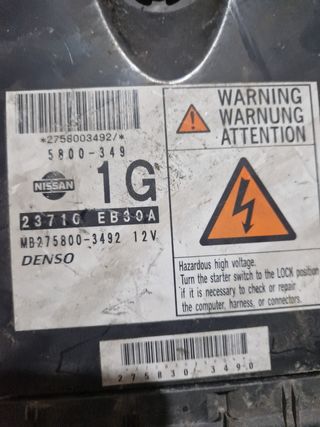 *2758003492/*
5800-349
NISSAN
1G
23710 EB30A
MB275800-3492 12V
DENSO
WARNING
WARNUNG
ATTENTION
Hazardous high voltage.
Turn the starter switch to the LOCK position
if it is necessary to check or repair
the computer, harness, or connectors.
275830-3490